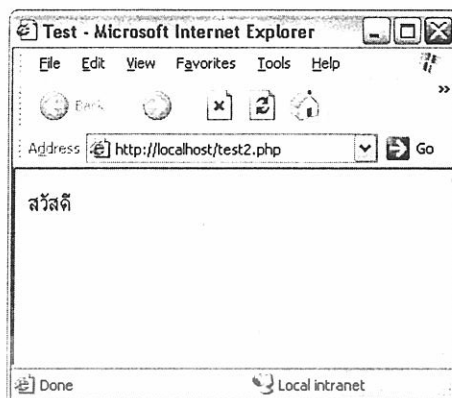 Test - Microsoft Internet Explorer
File Edit View Favorites Tools Help
Back
Address http://localhost/test2.php Go
สวัสดี
Done Local intranet